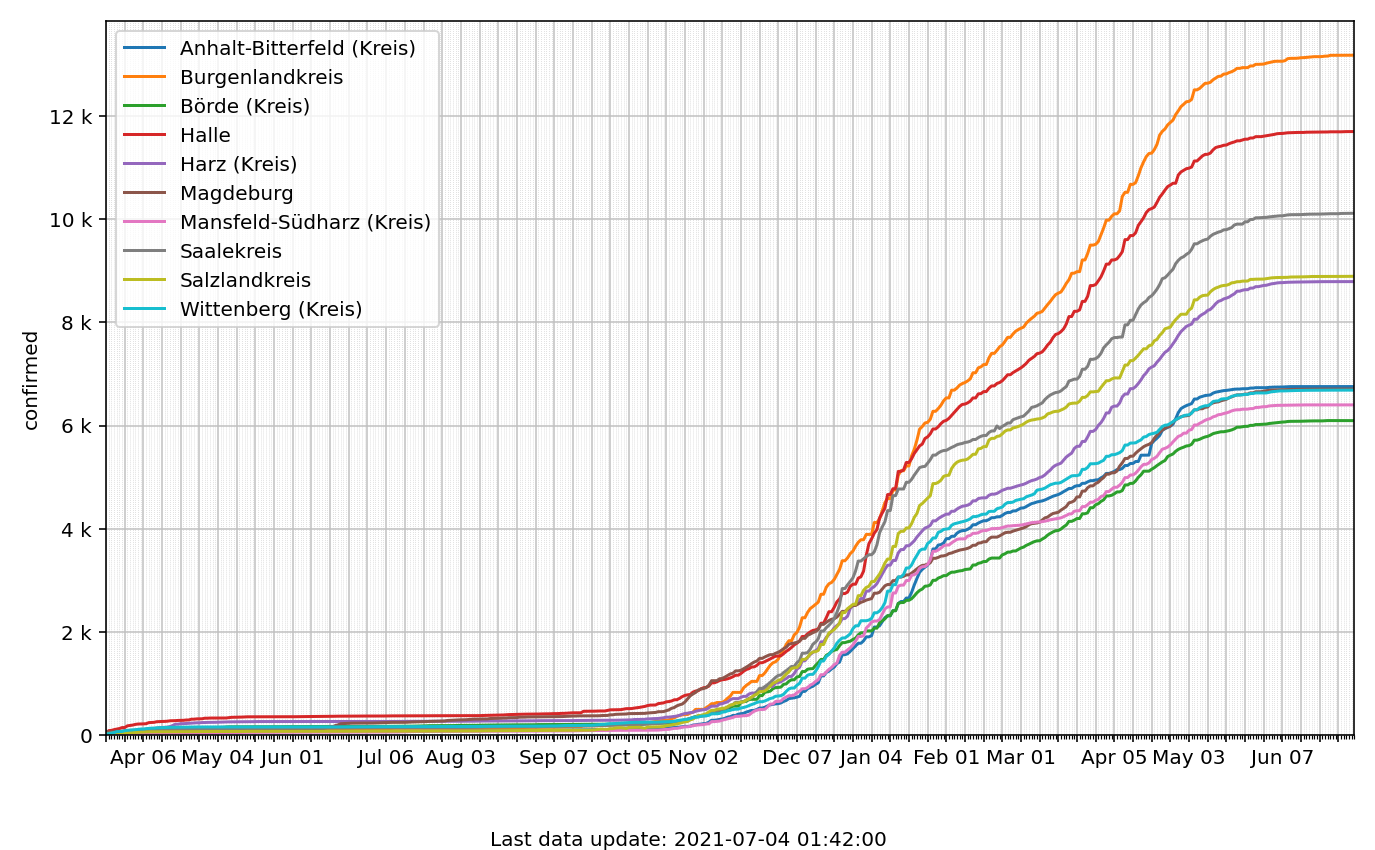 Anhalt-Bitterfeld (Kreis)
Burgenlandkreis
Börde (Kreis)
Halle
Harz (Kreis)
Magdeburg
Mansfeld-Südharz (Kreis)
Saalekreis
Salzlandkreis
Wittenberg (Kreis)
confirmed
12 k
10 k
8 k
6 k
4 k
2 k
0
Apr 06 May 04 Jun 01 Jul 06 Aug 03 Sep 07 Oct 05 Nov 02 Dec 07 Jan 04 Feb 01 Mar 01 Apr 05 May 03 Jun 07
Last data update: 2021-07-04 01:42:00